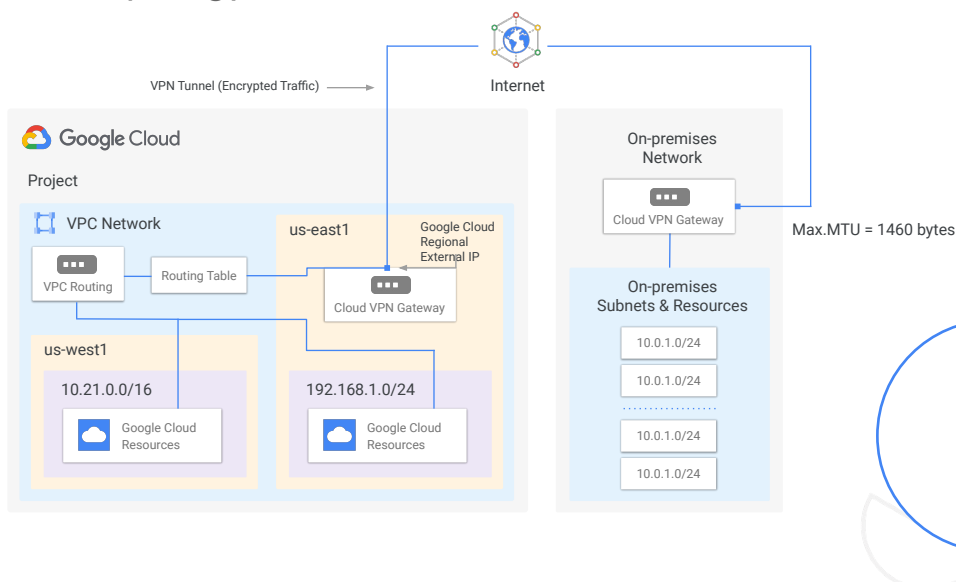 VPN Tunnel (Encrypted Traffic)
Internet
Google Cloud
Project
VPC Network
VPC Routing
Routing Table
us-east1
Google Cloud
Regional
External IP
Cloud VPN Gateway
us-west1
10.21.0.0/16
Google Cloud
Resources
192.168.1.0/24
Google Cloud
Resources
On-premises
Network
Cloud VPN Gateway
Max.MTU = 1460 bytes
On-premises
Subnets & Resources
10.0.1.0/24
10.0.1.0/24
10.0.1.0/24
10.0.1.0/24